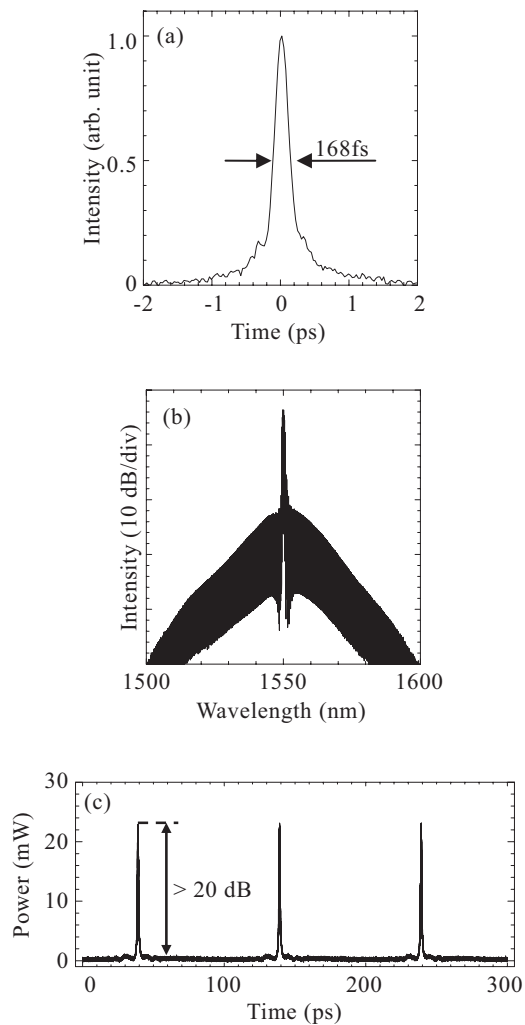 (a)
Intensity (arb. unit)
1.0
0.5
0
168fs
-2 -1 0 1 2
Time (ps)
(b)
Intensity (10 dB/div)
1500 1550 1600
Wavelength (nm)
(c)
Power (mW)
30
20
10
0
> 20 dB
0 100 200 300
Time (ps)